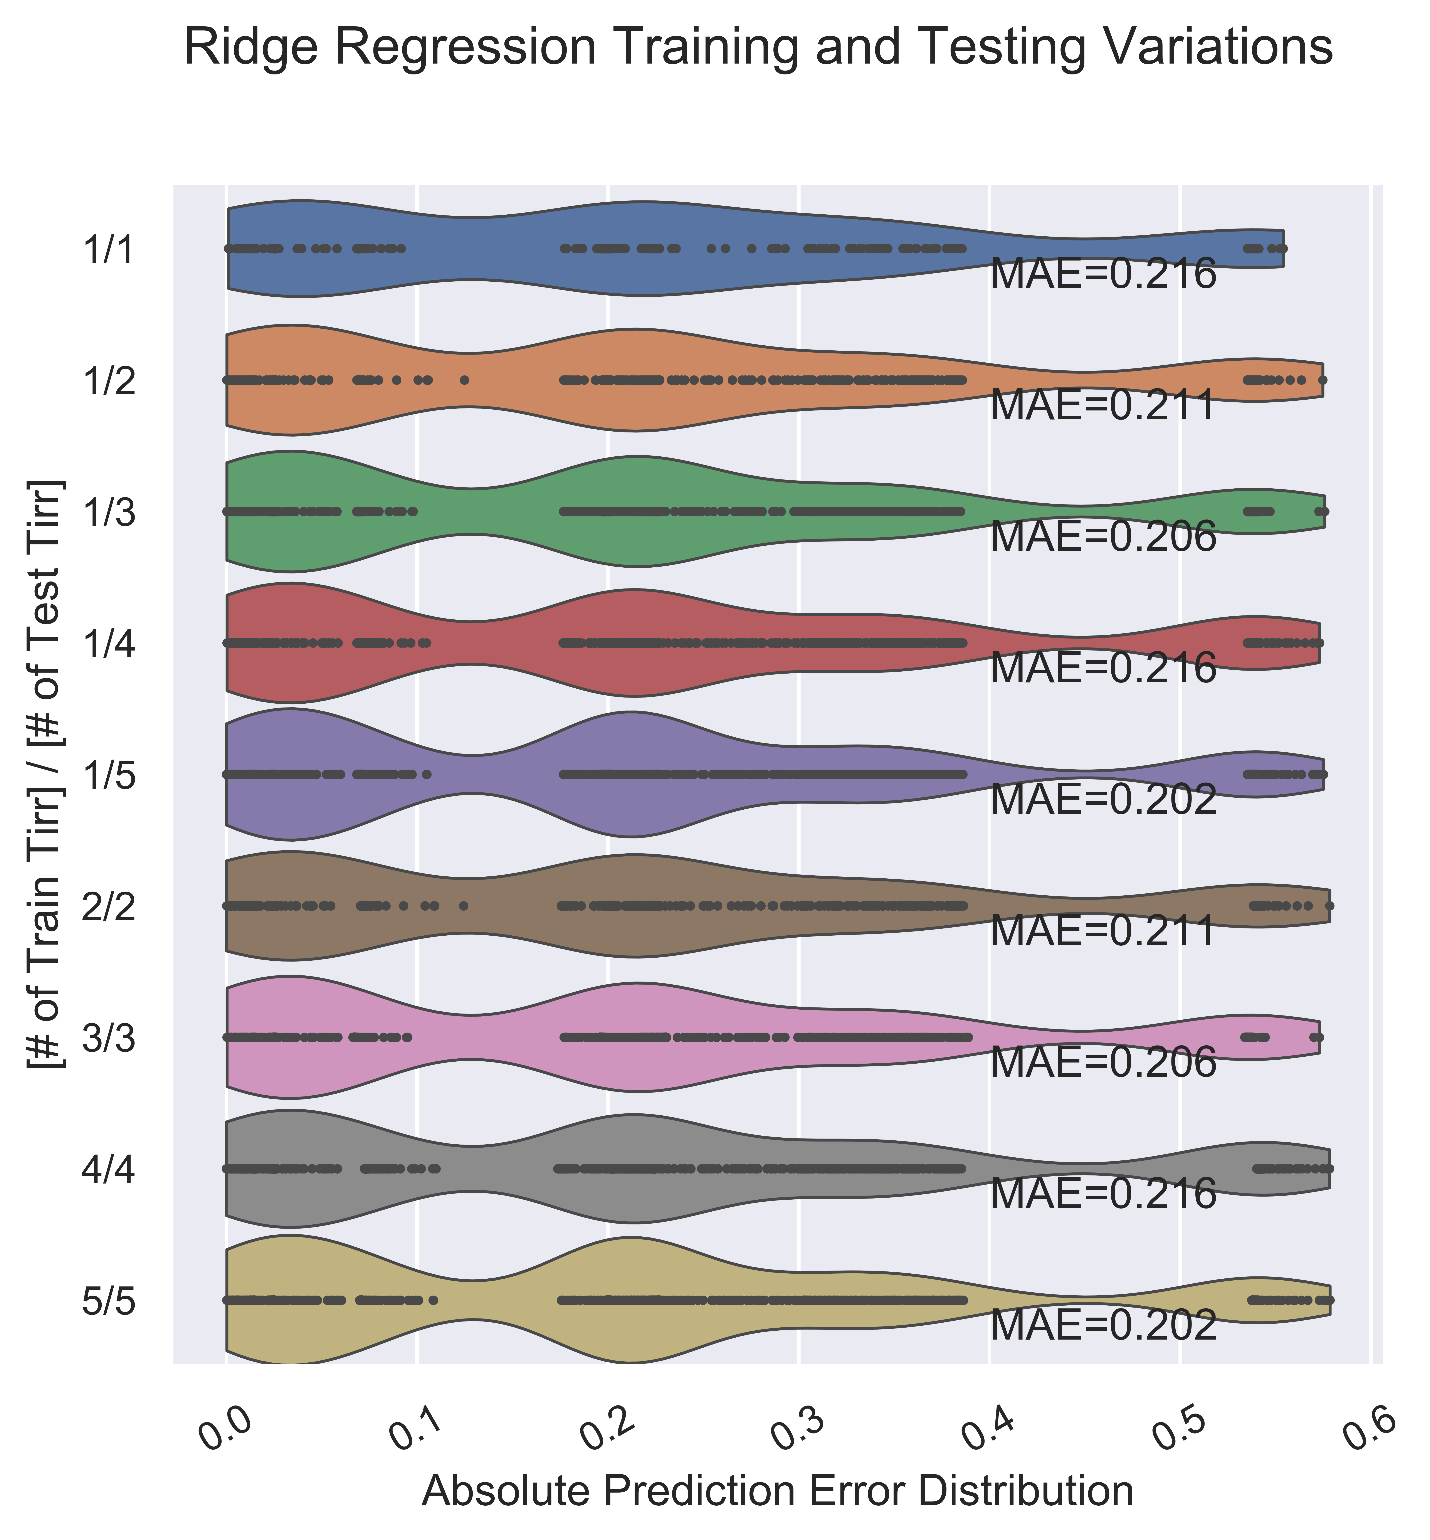 Ridge Regression Training and Testing Variations
[# of Train Tirr] / [# of Test Tirr]
1/1
MAE=0.216
1/2
MAE=0.211
1/3
MAE=0.206
1/4
MAE=0.216
1/5
MAE=0.202
2/2
MAE=0.211
3/3
MAE=0.206
4/4
MAE=0.216
5/5
MAE=0.202
0.0 0.1 0.2 0.3 0.4 0.5 0.6
Absolute Prediction Error Distribution